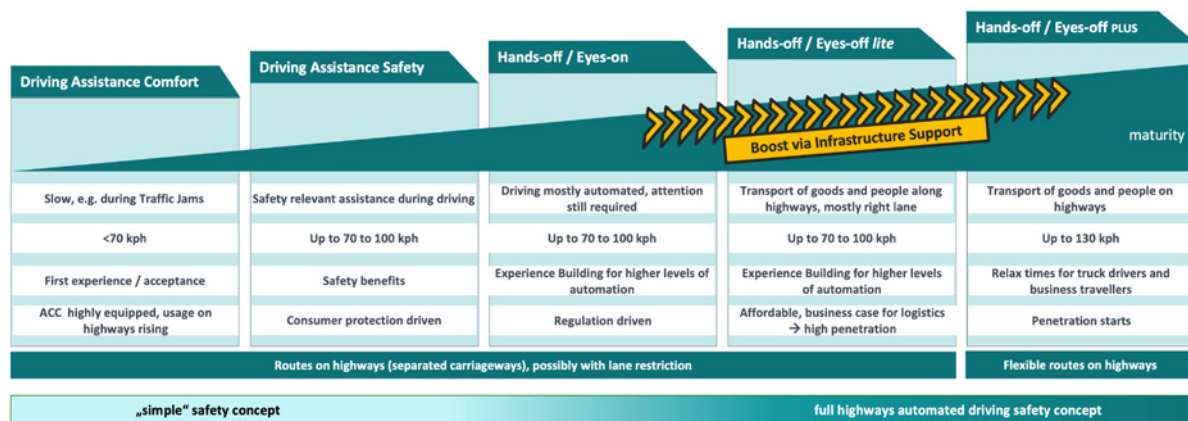 Driving Assistance Comfort
Driving Assistance Safety
Hands-off / Eyes-on
Hands-off / Eyes-off lite
Hands-off / Eyes-off PLUS
Boost via Infrastructure Support
maturity
Slow, e.g. during Traffic Jams
Safety relevant assistance during driving
Driving mostly automated, attention
still required
Transport of goods and people along
highways, mostly right lane
Transport of goods and people on
highways
<70 kph
Up to 70 to 100 kph
Up to 70 to 100 kph
Up to 70 to 100 kph
Up to 130 kph
First experience / acceptance
Safety benefits
Experience Building for higher levels of
automation
Experience Building for higher levels
of automation
Relax times for truck drivers and
business travellers
ACC highly equipped, usage on
highways rising
Consumer protection driven
Regulation driven
Affordable, business case for logistics
→ high penetration
Penetration starts
Routes on highways (separated carriageways), possibly with lane restriction
Flexible routes on highways
„simple“ safety concept
full highways automated driving safety concept